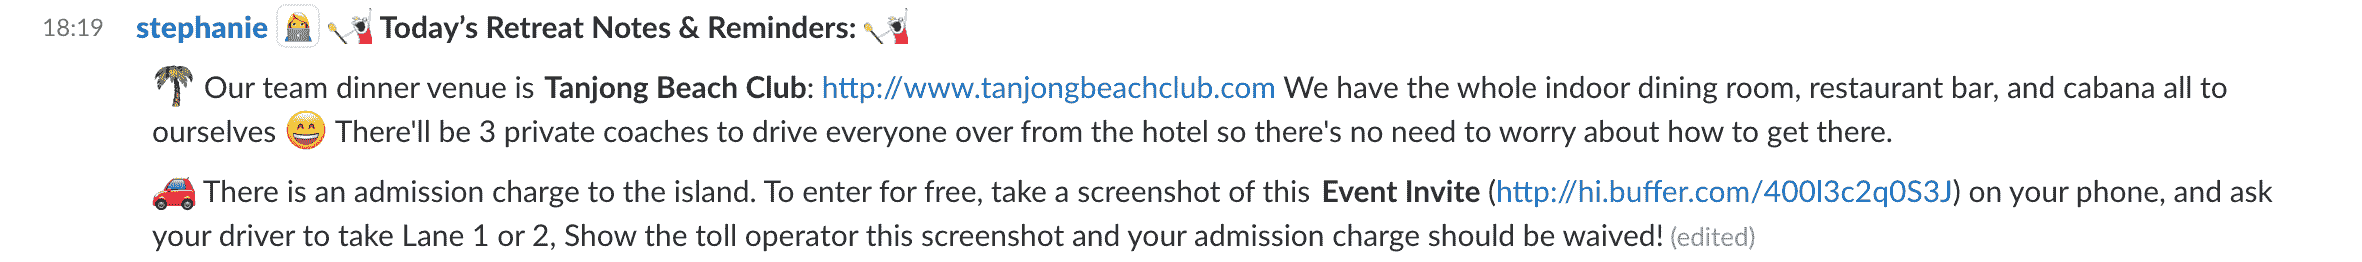 18:19 stephanie Today’s Retreat Notes & Reminders:
Our team dinner venue is Tanjong Beach Club: http://www.tanjongbeachclub.com We have the whole indoor dining room, restaurant bar, and cabana all to
ourselves There'll be 3 private coaches to drive everyone over from the hotel so there's no need to worry about how to get there.
There is an admission charge to the island. To enter for free, take a screenshot of this Event Invite (http://hi.buffer.com/400l3c2q0S3J) on your phone, and ask
your driver to take Lane 1 or 2, Show the toll operator this screenshot and your admission charge should be waived! (edited)